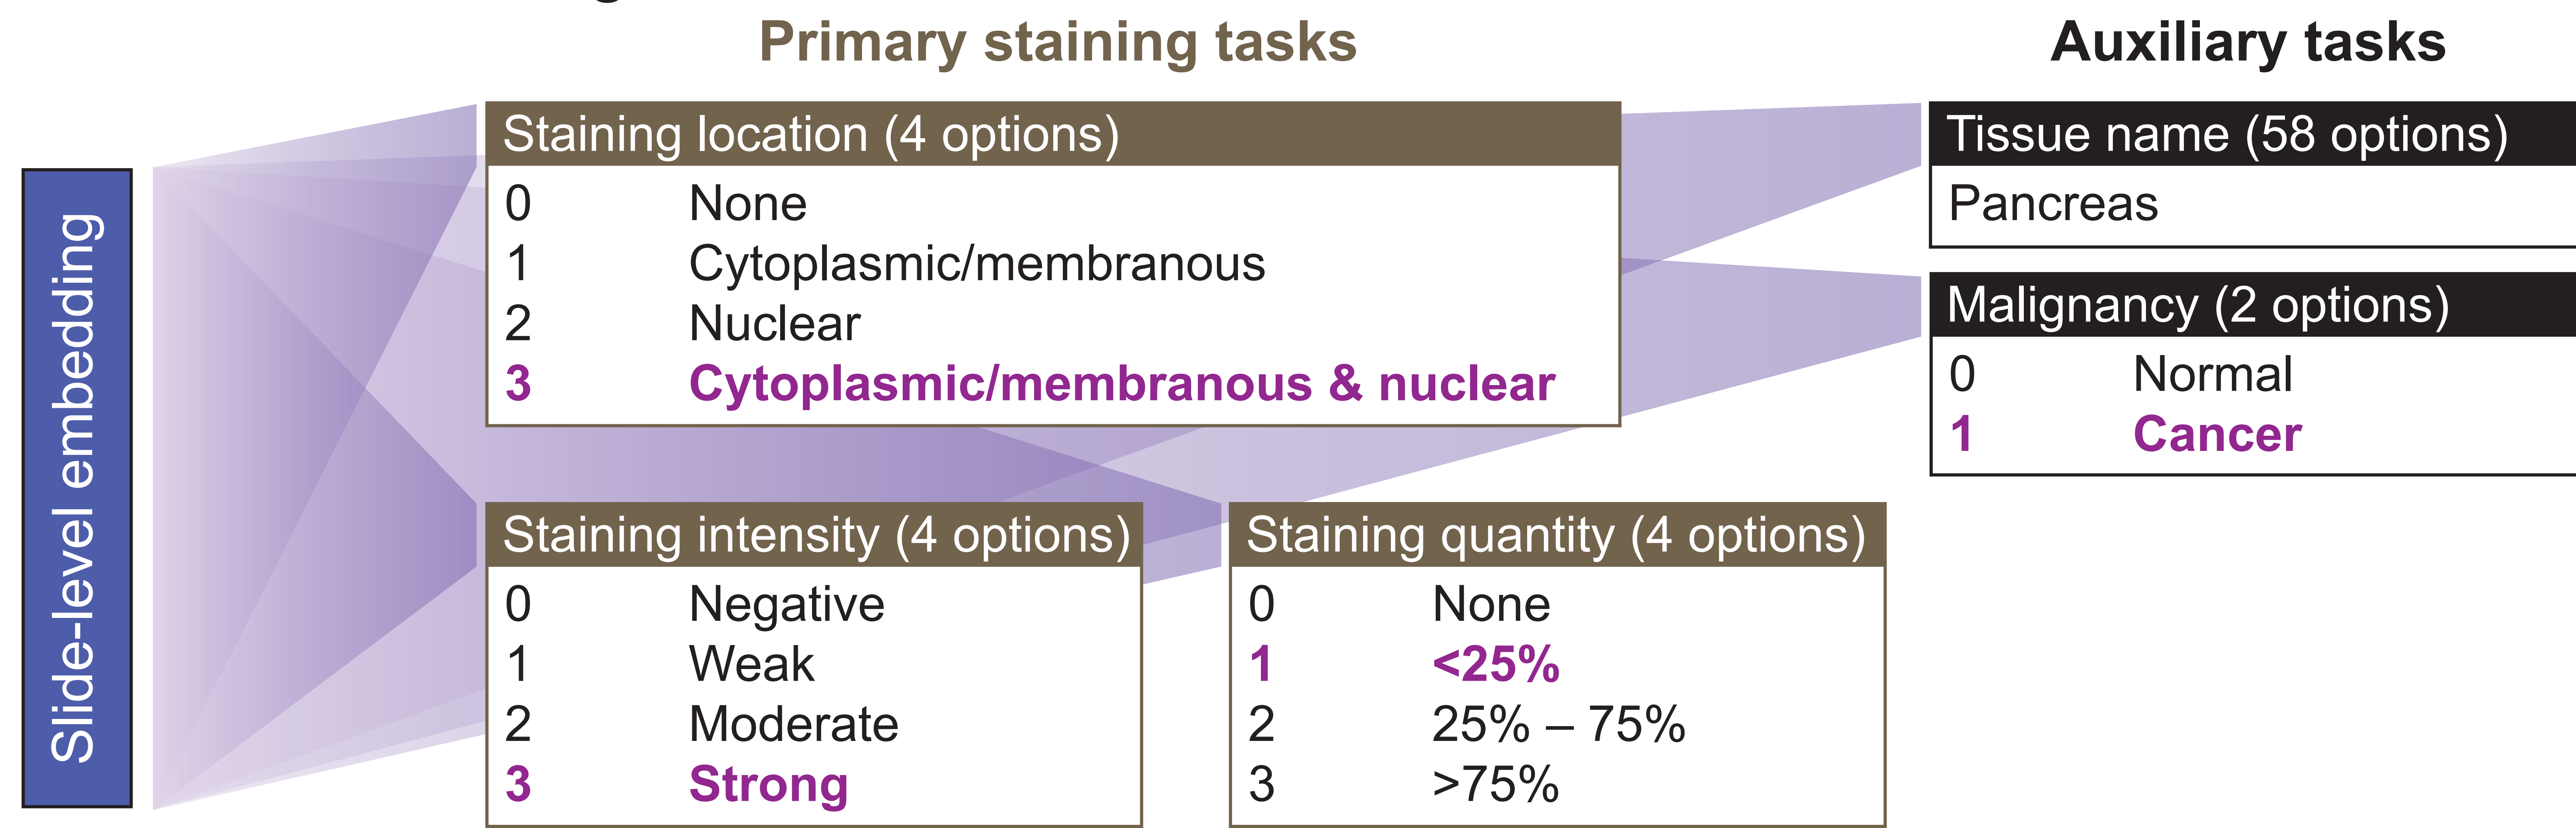 Primary staining tasks
Auxiliary tasks
Slide-level embedding
Staining location (4 options)
0 None
1 Cytoplasmic/membranous
2 Nuclear
3 Cytoplasmic/membranous & nuclear
Staining intensity (4 options)
0 Negative
1 Weak
2 Moderate
3 Strong
Staining quantity (4 options)
0 None
1 <25%
2 25% – 75%
3 >75%
Tissue name (58 options)
Pancreas
Malignancy (2 options)
0 Normal
1 Cancer